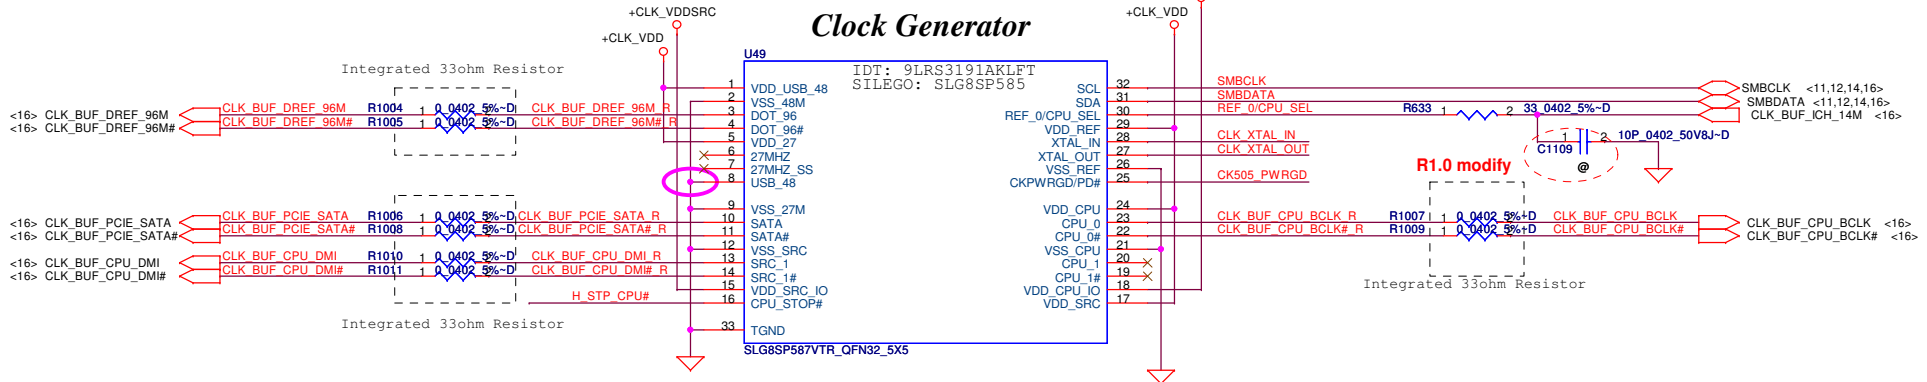 Clock Generator
+CLK_VDDSRC
+CLK_VDD
+CLK_VDD
U49
IDT: 9LRS3191AKLFT
SILEGO: SLG8SP585
Integrated 33ohm Resistor
<16> CLK_BUF_DREF_96M CLK_BUF_DREF_96M R1004 1 2 0_0402_5%~D CLK_BUF_DREF_96M_R
<16> CLK_BUF_DREF_96M# CLK_BUF_DREF_96M# R1005 1 2 0_0402_5%~D CLK_BUF_DREF_96M#_R
1 VDD_USB_48
2 VSS_48M
3 DOT_96
4 DOT_96#
5 VDD_27
6 27MHZ
7 27MHZ_SS
8 USB_48
9 VSS_27M
10 SATA
11 SATA#
12 VSS_SRC
13 SRC_1
14 SRC_1#
15 VDD_SRC_IO
16 CPU_STOP#
33 TGND
<16> CLK_BUF_PCIE_SATA CLK_BUF_PCIE_SATA R1006 1 2 0_0402_5%~D CLK_BUF_PCIE_SATA_R
<16> CLK_BUF_PCIE_SATA# CLK_BUF_PCIE_SATA# R1008 1 2 0_0402_5%~D CLK_BUF_PCIE_SATA#_R
<16> CLK_BUF_CPU_DMI CLK_BUF_CPU_DMI R1010 1 2 0_0402_5%~D CLK_BUF_CPU_DMI_R
<16> CLK_BUF_CPU_DMI# CLK_BUF_CPU_DMI# R1011 1 2 0_0402_5%~D CLK_BUF_CPU_DMI#_R
H_STP_CPU#
Integrated 33ohm Resistor
SLG8SP587VTR_QFN32_5X5
SCL 32 SMBCLK SMBCLK <11,12,14,16>
SDA 31 SMBDATA SMBDATA <11,12,14,16>
REF_0/CPU_SEL 30 REF_0/CPU_SEL R633 1 2 33_0402_5%~D CLK_BUF_ICH_14M <16>
VDD_REF 29
XTAL_IN 28 CLK_XTAL_IN
XTAL_OUT 27 CLK_XTAL_OUT
VSS_REF 26
CKPWRGD/PD# 25 CK505_PWRGD
C1109 1 2 10P_0402_50V8J~D
@
R1.0 modify
VDD_CPU 24
CPU_0 23 CLK_BUF_CPU_BCLK_R R1007 1 2 0_0402_5%~D CLK_BUF_CPU_BCLK CLK_BUF_CPU_BCLK <16>
CPU_0# 22 CLK_BUF_CPU_BCLK#_R R1009 1 2 0_0402_5%~D CLK_BUF_CPU_BCLK# CLK_BUF_CPU_BCLK# <16>
VSS_CPU 21
CPU_1 20
CPU_1# 19
VDD_CPU_IO 18
VDD_SRC 17
Integrated 33ohm Resistor